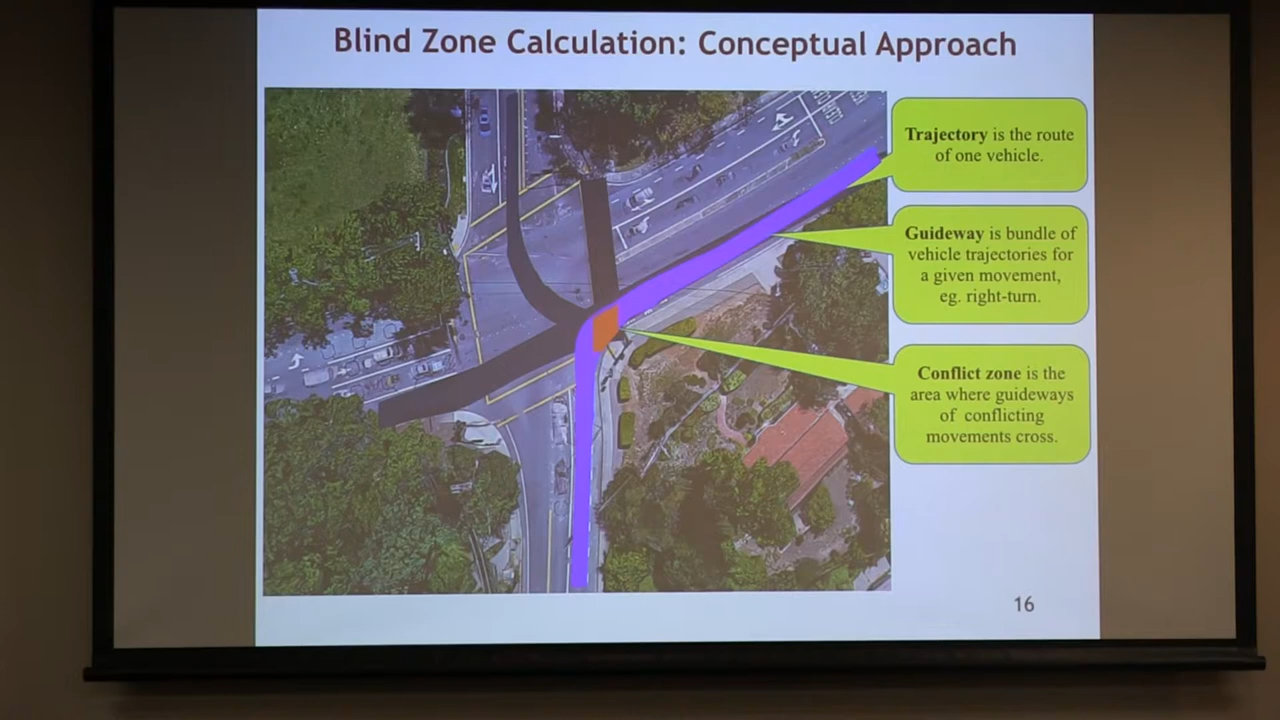 Blind Zone Calculation: Conceptual Approach
Trajectory is the route
of one vehicle.
Guideway is bundle of
vehicle trajectories for
a given movement,
eg. right-turn.
Conflict zone is the
area where guideways
of conflicting
movements cross.
16